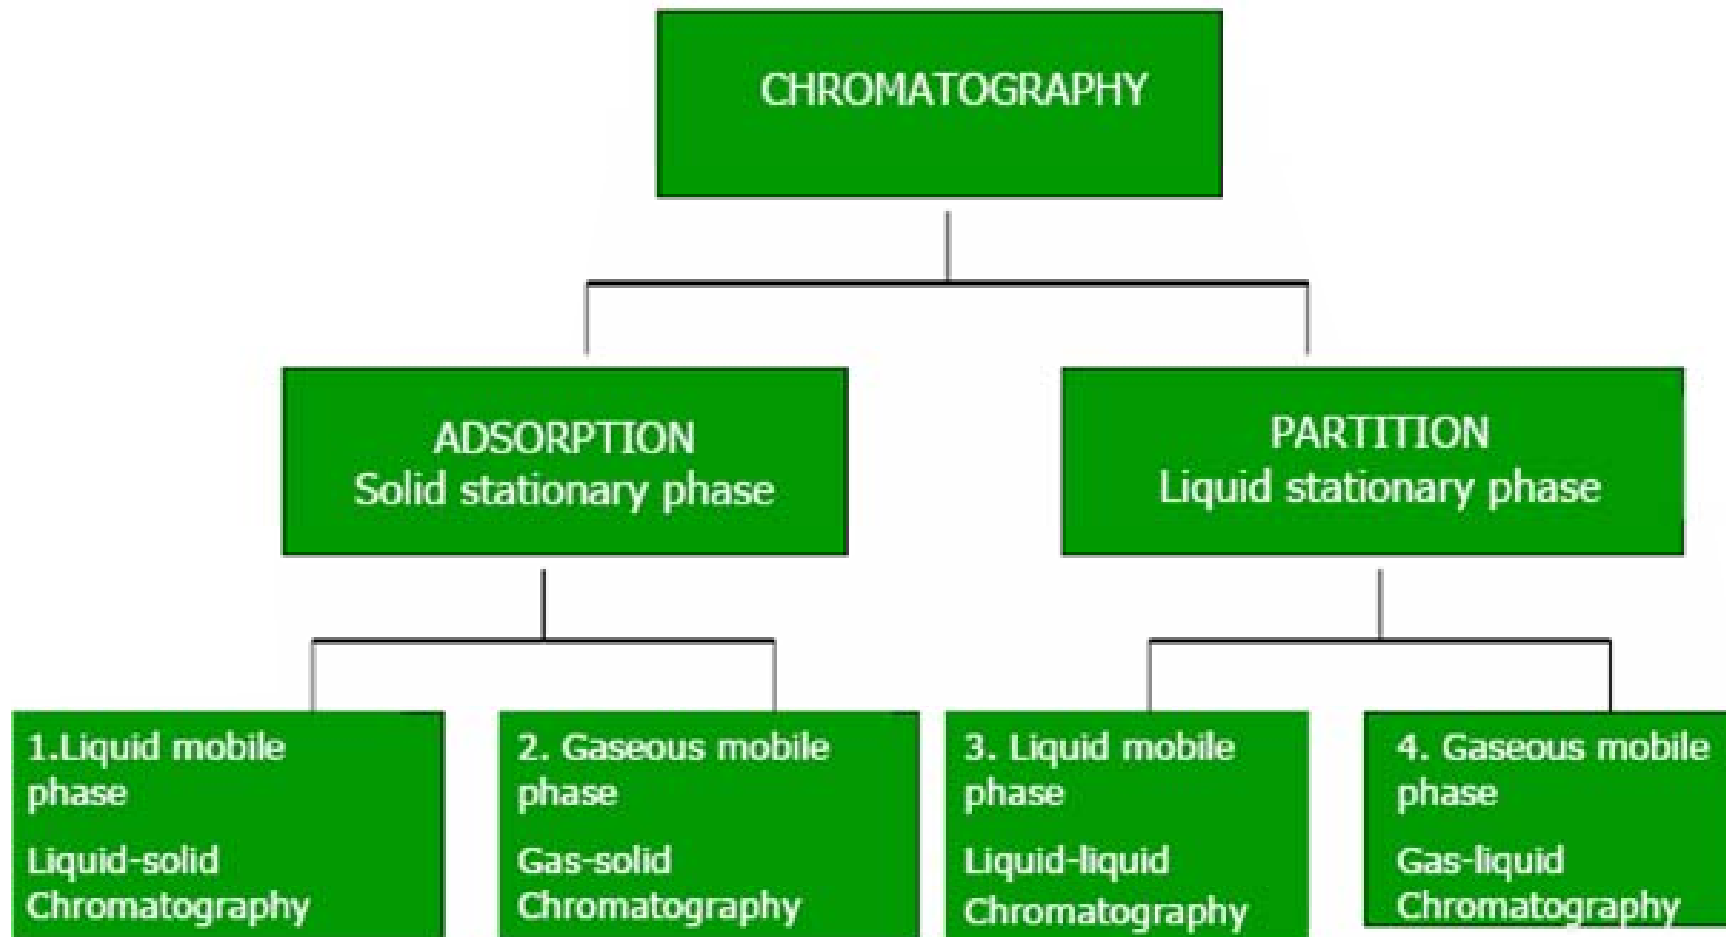 CHROMATOGRAPHY
ADSORPTION
Solid stationary phase
PARTITION
Liquid stationary phase
1.Liquid mobile
phase
Liquid-solid
Chromatography
2. Gaseous mobile
phase
Gas-solid
Chromatography
3. Liquid mobile
phase
Liquid-liquid
Chromatography
4. Gaseous mobile
phase
Gas-liquid
Chromatography